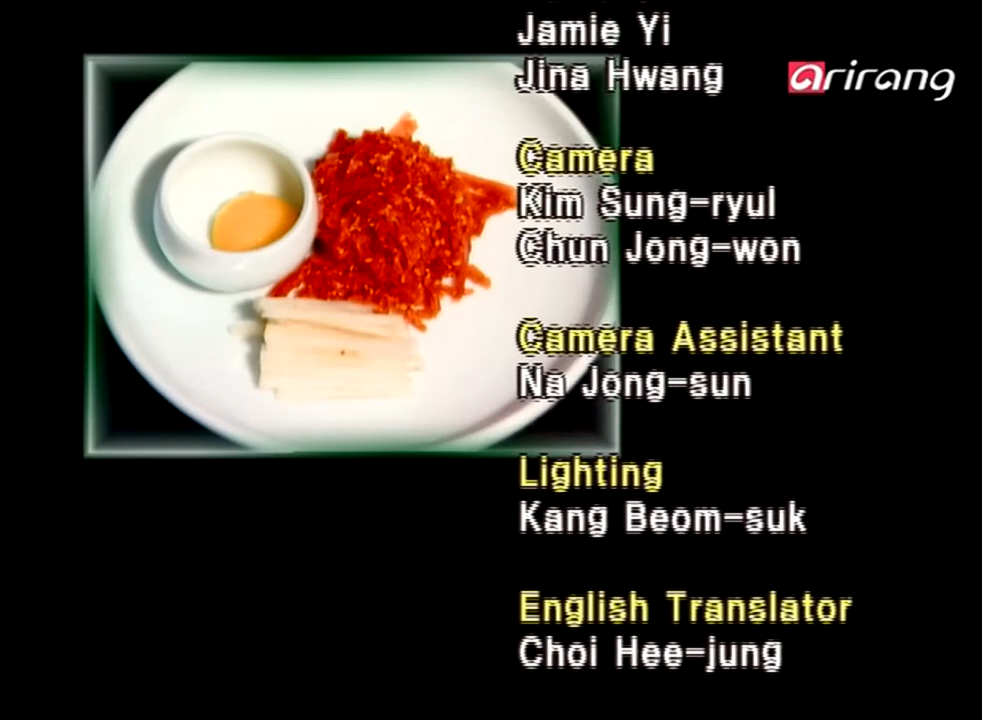 Jamie Yi
Jina Hwang
arirang
Camera
Kim Sung-ryul
Chun Jong-won
Camera Assistant
Na Jong-sun
Lighting
Kang Beom-suk
English Translator
Choi Hee-jung